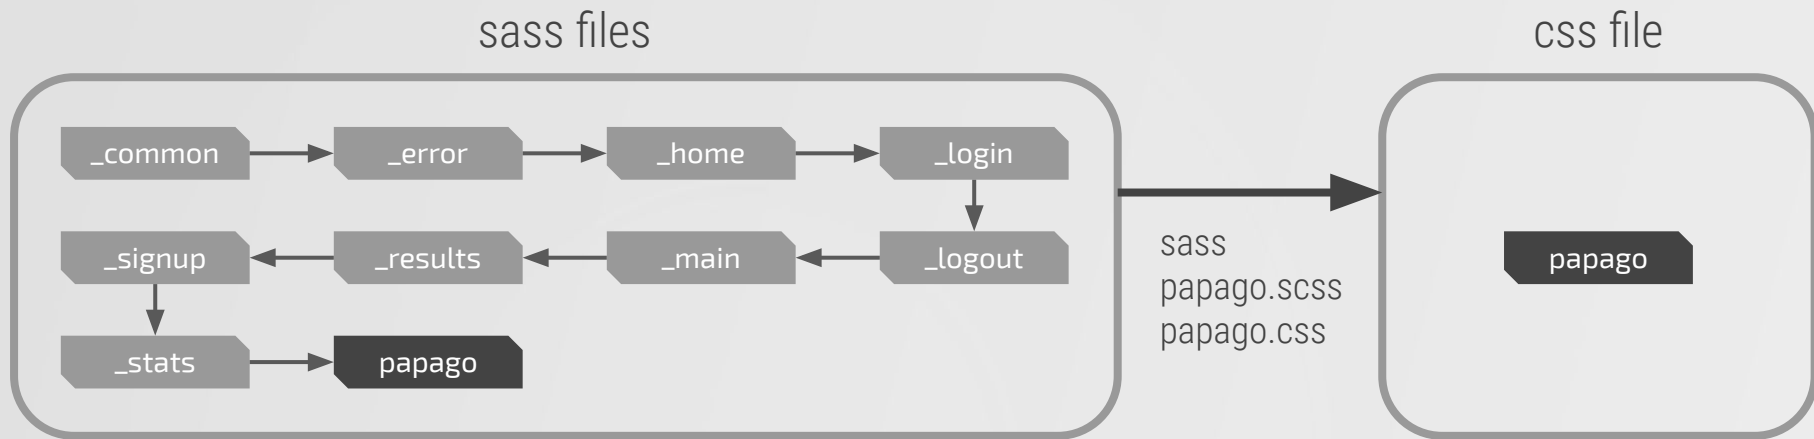 sass files
css file
_common
_error
_home
_login
_signup
_results
_main
_logout
_stats
papago
sass
papago.scss
papago.css
papago